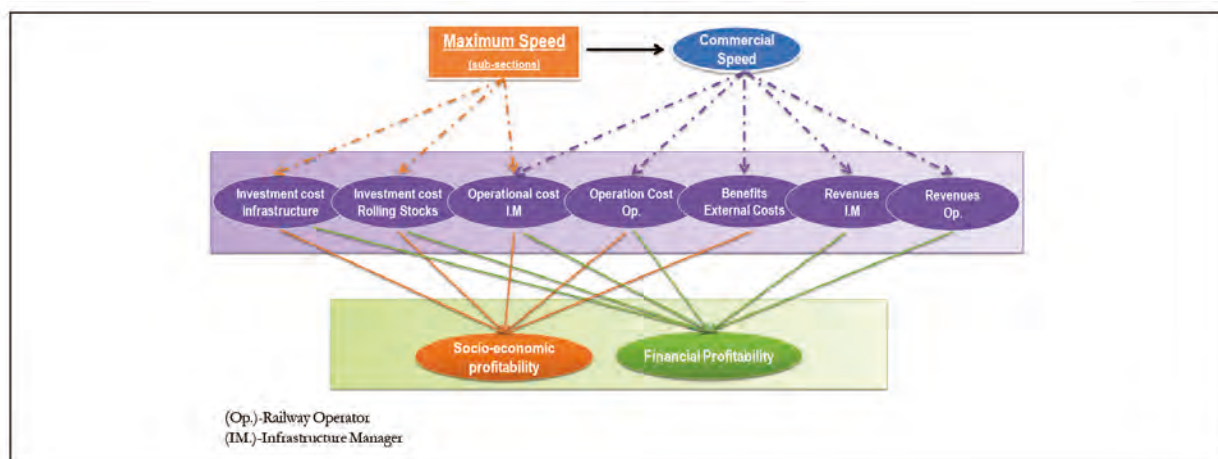 Maximum Speed
(sub-sections)
Commercial
Speed
Investment cost
infrastructure
Investment cost
Rolling Stocks
Operational cost
I.M
Operation Cost
Op.
Benefits
External Costs
Revenues
I.M
Revenues
Op.
Socio-economic
profitability
Financial Profitability
(Op.)-Railway Operator
(IM.)-Infrastructure Manager